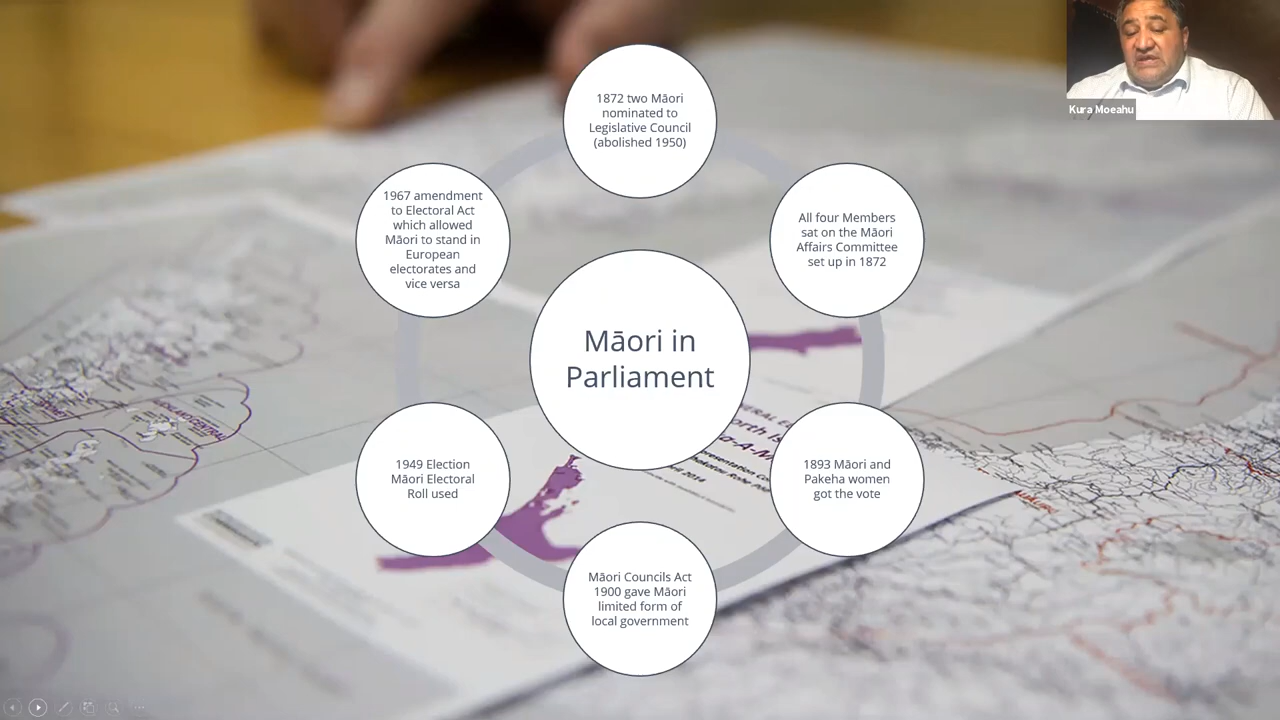 Māori in
Parliament
1872 two Māori
nominated to
Legislative Council
(abolished 1950)
All four Members
sat on the Māori
Affairs Committee
set up in 1872
1893 Māori and
Pakeha women
got the vote
Māori Councils Act
1900 gave Māori
limited form of
local government
1949 Election
Māori Electoral
Roll used
1967 amendment
to Electoral Act
which allowed
Māori to stand in
European
electorates and
vice versa
Kura Moeahu